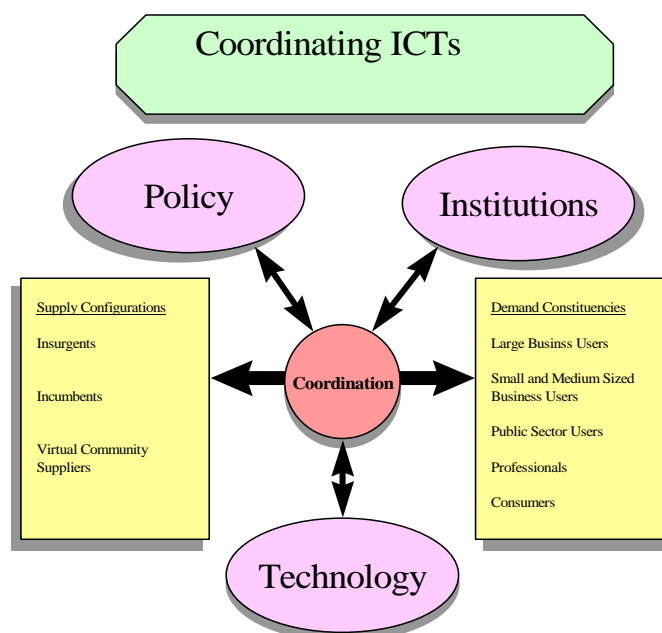 Coordinating ICTs
Policy
Institutions
Supply Configurations
Insurgents
Incumbents
Virtual Community
Suppliers
Coordination
Demand Constituencies
Large Businss Users
Small and Medium Sized
Business Users
Public Sector Users
Professionals
Consumers
Technology